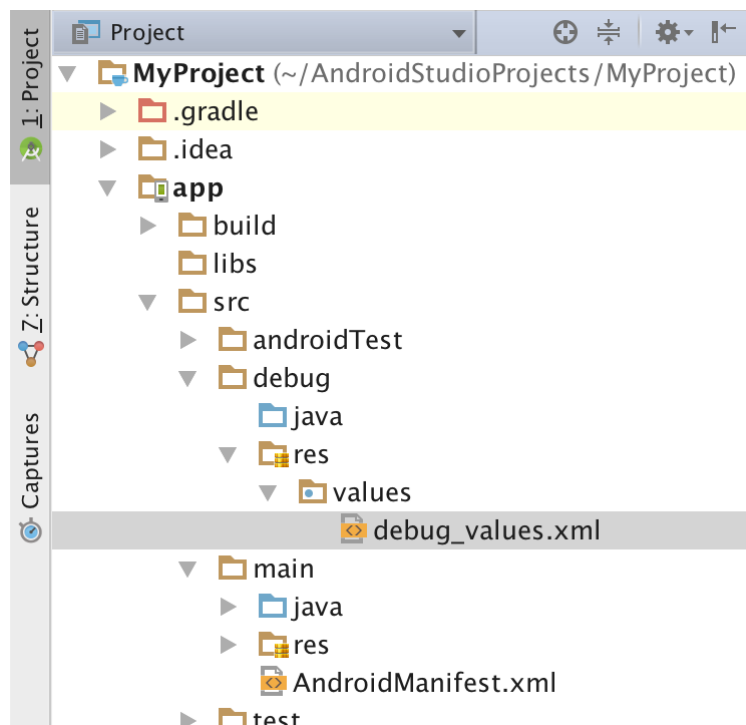 Project
1: Project
MyProject (~/AndroidStudioProjects/MyProject)
.gradle
.idea
app
build
libs
src
androidTest
debug
java
res
values
debug_values.xml
main
java
res
AndroidManifest.xml
test
Z: Structure
Captures